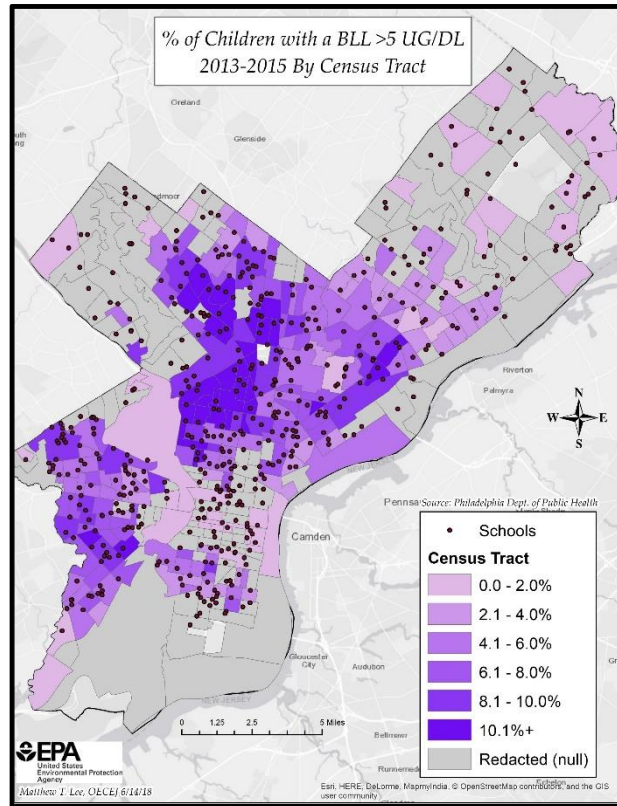 % of Children with a BLL >5 UG/DL
2013-2015 By Census Tract
Oreland
Glenside
Riverton
Palmyra
N
W E
S
NEW JERSEY
Source: Philadelphia Dept. of Public Health
Camden
Schools
Census Tract
0.0 - 2.0%
2.1 - 4.0%
4.1 - 6.0%
6.1 - 8.0%
8.1 - 10.0%
10.1%+
Redacted (null)
Gloucester
City
Audubon
NEW JERSEY
0 1.25 2.5 5 Miles
Bellmawr
EPA
United States
Environmental Protection
Agency
Matthew T. Lee, OECEJ 6/14/18
Esri, HERE, DeLorme, MapmyIndia, © OpenStreetMap contributors, and the GIS
user community